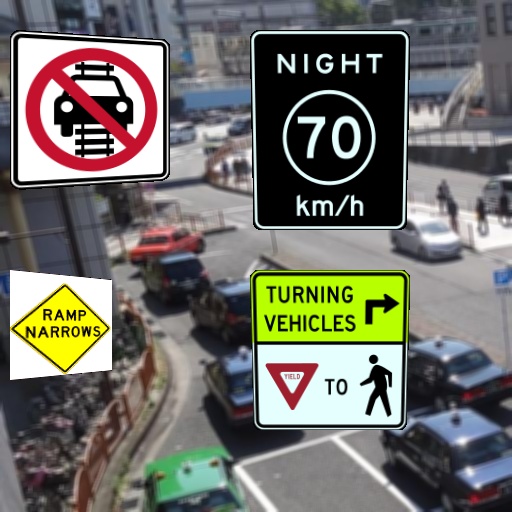 NIGHT
70
km/h
RAMP
NARROWS
TURNING
VEHICLES
YIELD
TO